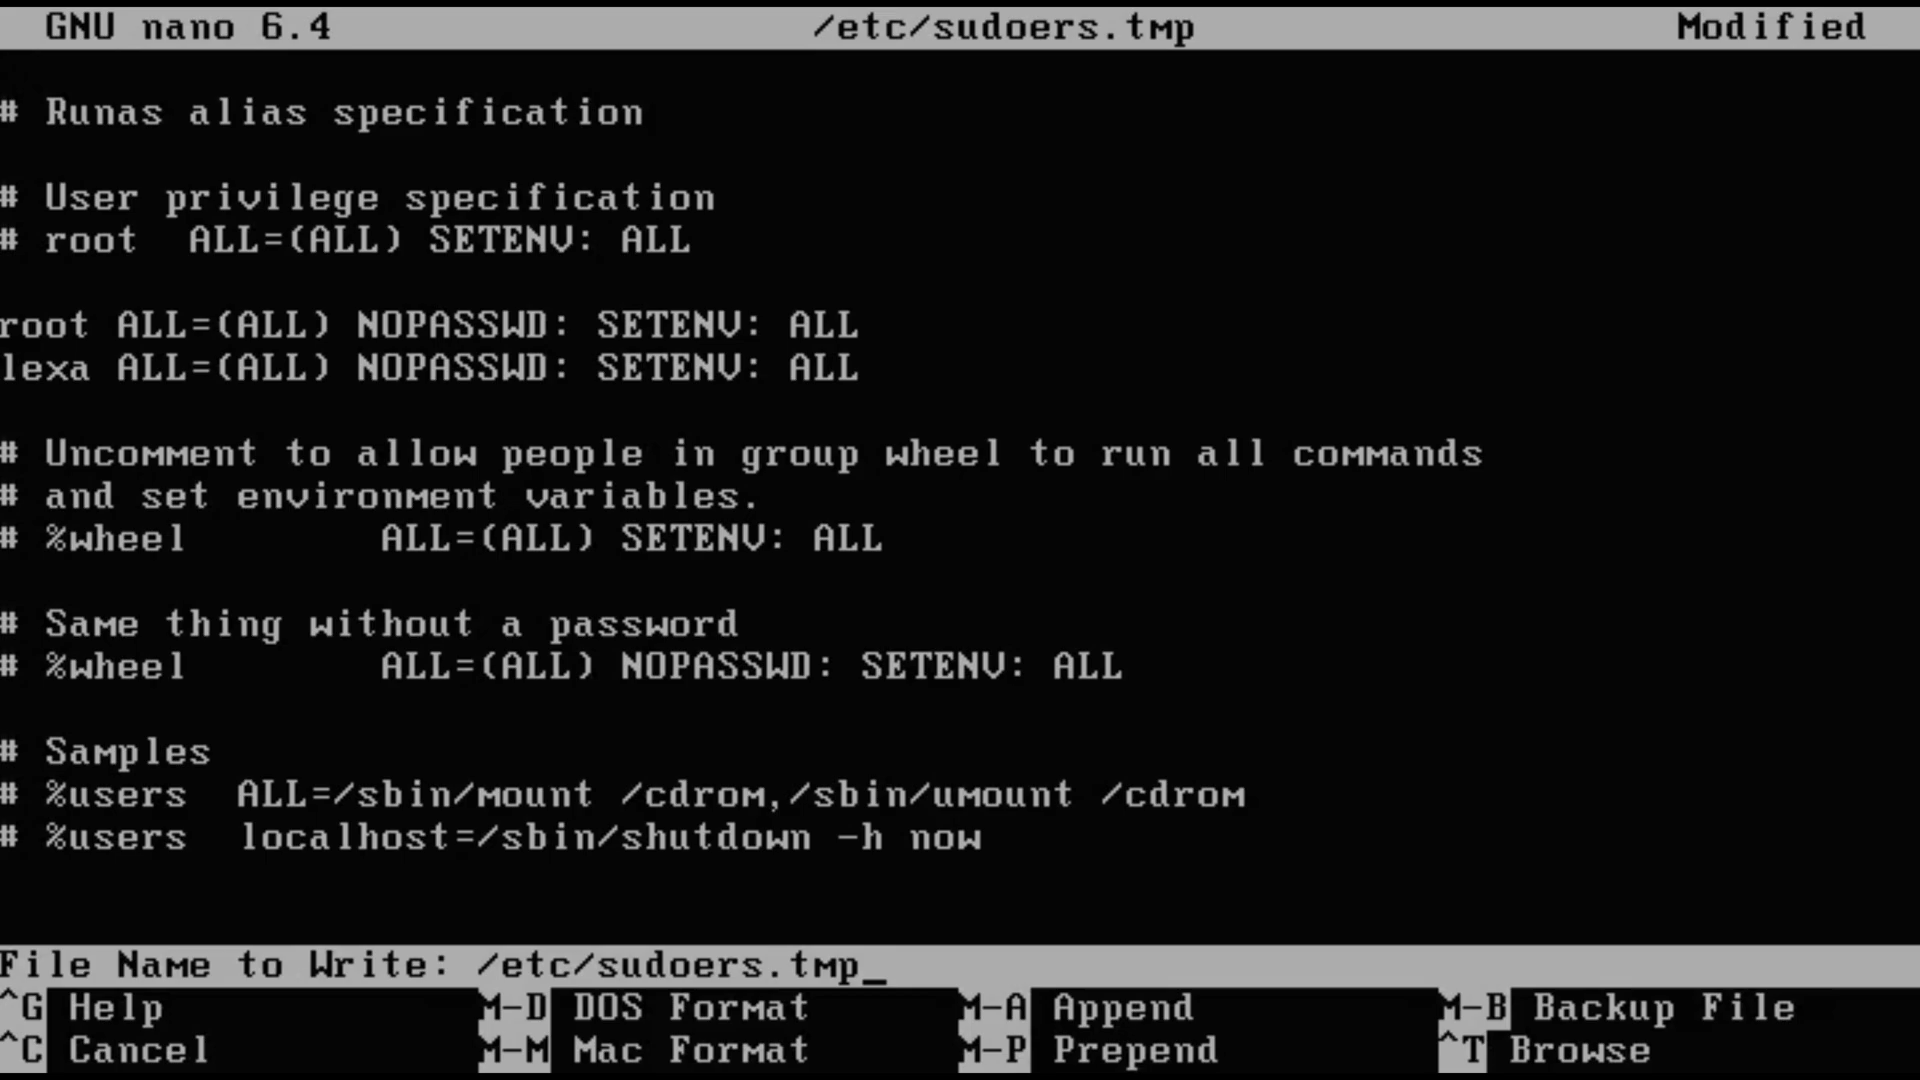 GNU nano 6.4 /etc/sudoers.tmp Modified
# Runas alias specification
# User privilege specification
# root ALL=(ALL) SETENV: ALL
root ALL=(ALL) NOPASSWD: SETENV: ALL
lexa ALL=(ALL) NOPASSWD: SETENV: ALL
# Uncomment to allow people in group wheel to run all commands
# and set environment variables.
# %wheel ALL=(ALL) SETENV: ALL
# Same thing without a password
# %wheel ALL=(ALL) NOPASSWD: SETENV: ALL
# Samples
# %users ALL=/sbin/mount /cdrom,/sbin/umount /cdrom
# %users localhost=/sbin/shutdown -h now
File Name to Write: /etc/sudoers.tmp_
^G Help M-D DOS Format M-A Append M-B Backup File
^C Cancel M-M Mac Format M-P Prepend ^T Browse